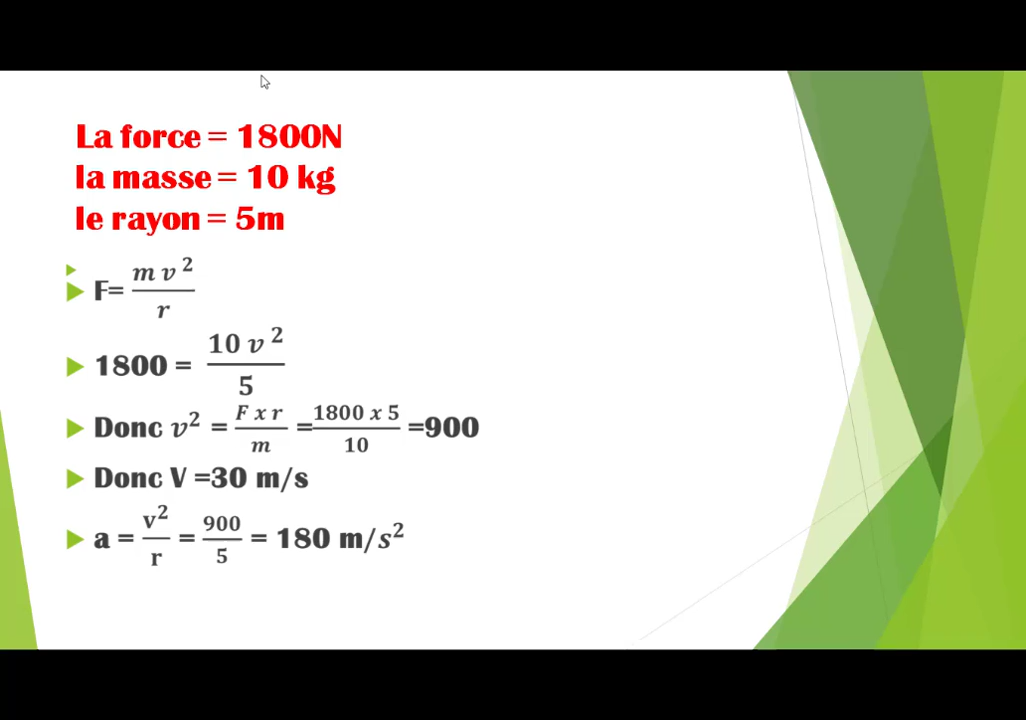 La force = 1800N
la masse = 10 kg
le rayon = 5m
F= m v² / r
1800 = 10 v² / 5
Donc v² = F x r / m = 1800 x 5 / 10 =900
Donc V =30 m/s
a = v² / r = 900 / 5 = 180 m/s²